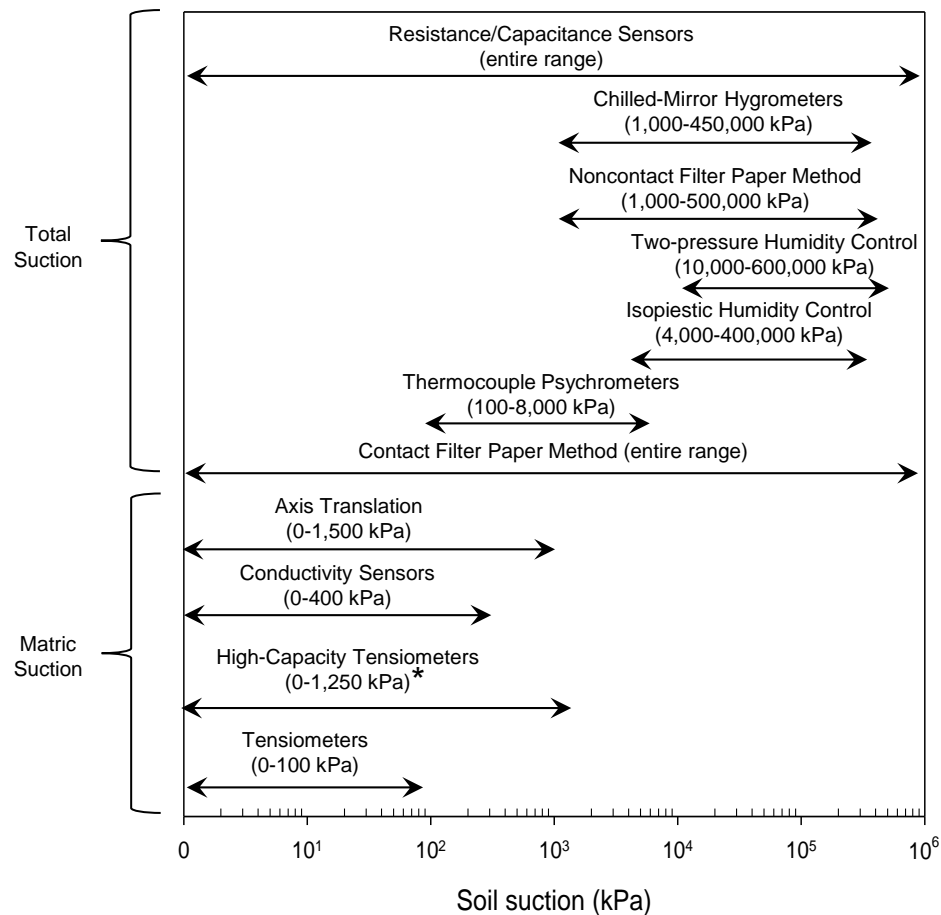 Resistance/Capacitance Sensors
(entire range)
Chilled-Mirror Hygrometers
(1,000-450,000 kPa)
Noncontact Filter Paper Method
(1,000-500,000 kPa)
Total
Suction
Two-pressure Humidity Control
(10,000-600,000 kPa)
Isopiestic Humidity Control
(4,000-400,000 kPa)
Thermocouple Psychrometers
(100-8,000 kPa)
Contact Filter Paper Method (entire range)
Axis Translation
(0-1,500 kPa)
Conductivity Sensors
(0-400 kPa)
Matric
Suction
High-Capacity Tensiometers
(0-1,250 kPa)*
Tensiometers
(0-100 kPa)
0 10¹ 10² 10³ 10⁴ 10⁵ 10⁶
Soil suction (kPa)